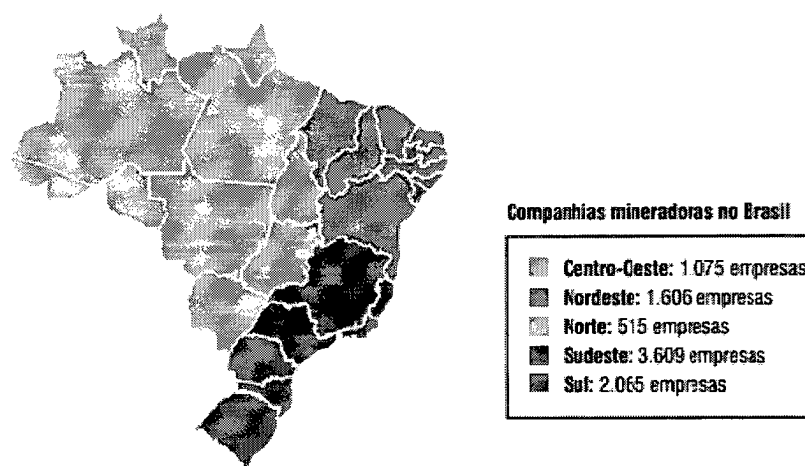 Companhias mineradoras no Brasil
Centro-Oeste: 1.075 empresas
Nordeste: 1.606 empresas
Norte: 515 empresas
Sudeste: 3.609 empresas
Sul: 2.065 empresas